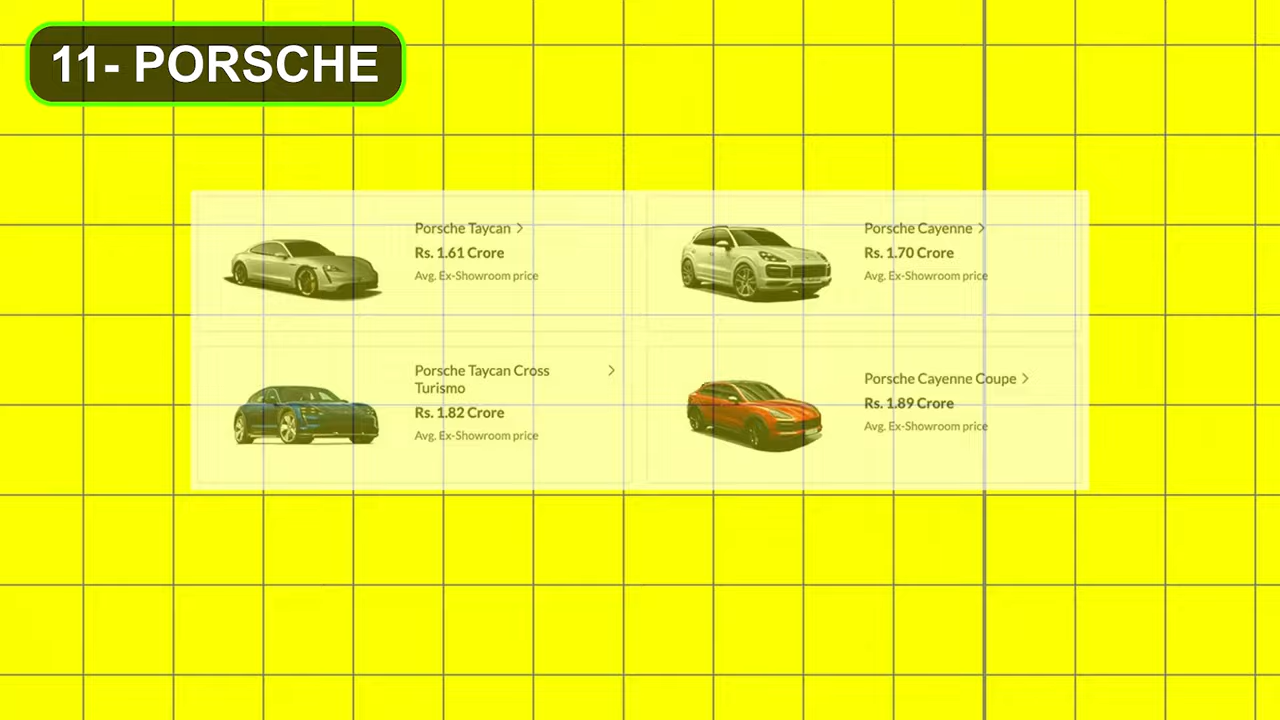 11- PORSCHE
Porsche Taycan >
Rs. 1.61 Crore
Avg. Ex-Showroom price
Porsche Cayenne >
Rs. 1.70 Crore
Avg. Ex-Showroom price
Porsche Taycan Cross >
Turismo
Rs. 1.82 Crore
Avg. Ex-Showroom price
Porsche Cayenne Coupe >
Rs. 1.89 Crore
Avg. Ex-Showroom price